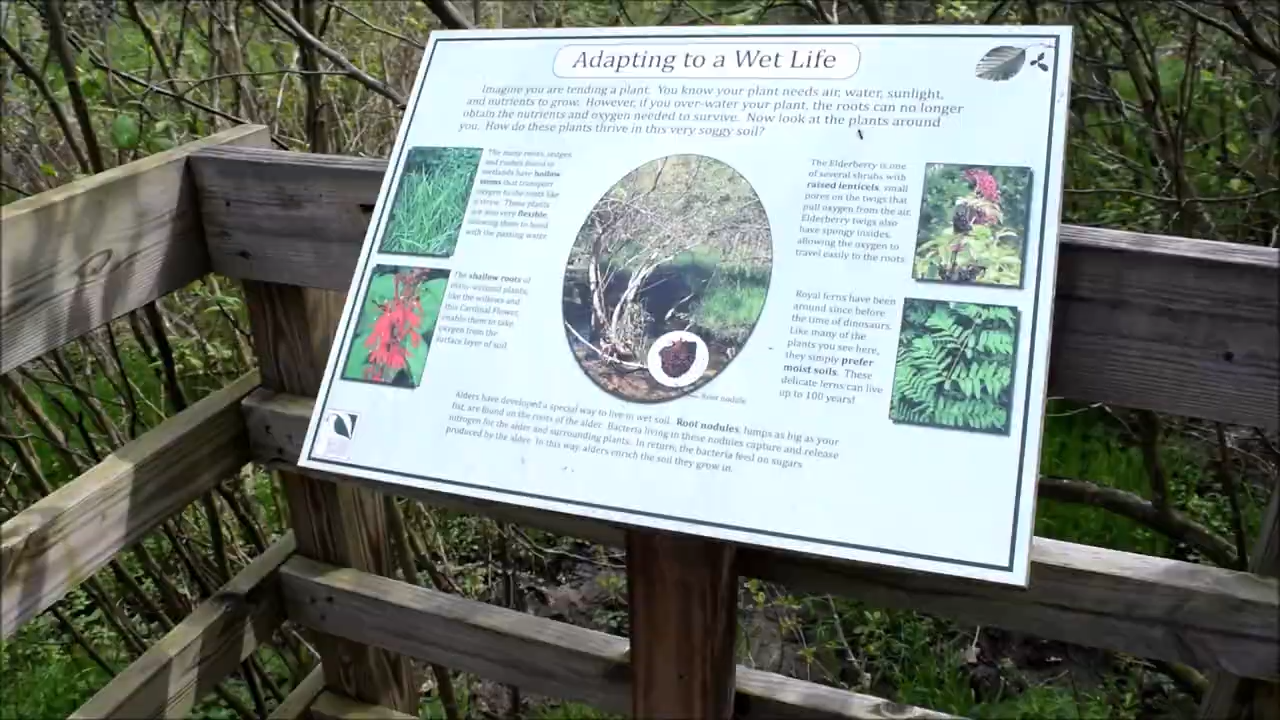 Adapting to a Wet Life
Imagine you are tending a plant. You know your plant needs air, water, sunlight,
and nutrients to grow. However, if you over-water your plant, the roots can no longer
obtain the nutrients and oxygen needed to survive. Now look at the plants around
you. How do these plants thrive in this very soggy soil?
The many reeds, sedges
and rushes found in
wetlands have hollow
stems that transport
oxygen to the roots like
a straw. These plants
are also very flexible,
allowing them to bend
with the passing water.
The shallow roots of
many wetland plants,
like the willows and
this Cardinal Flower,
enable them to take
oxygen from the
surface layer of soil.
The Elderberry is one
of several shrubs with
raised lenticels, small
pores on the twigs that
pull oxygen from the air.
Elderberry twigs also
have spongy insides,
allowing the oxygen to
travel easily to the roots.
Royal ferns have been
around since before
the time of dinosaurs.
Like many of the
plants you see here,
they simply prefer
moist soils. These
delicate ferns can live
up to 100 years!
Root nodule
Alders have developed a special way to live in wet soil. Root nodules, lumps as big as your
fist, are found on the roots of the alder. Bacteria living in these nodules capture and release
nitrogen for the alder and surrounding plants. In return, the bacteria feed on sugars
produced by the alder. In this way, alders enrich the soil they grow in.